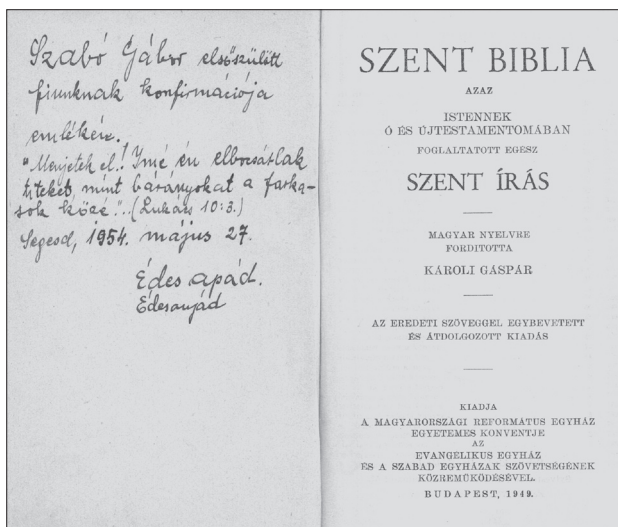 Szabó Gábor elsőszülött
fiunknak konfirmációja
emlékére.
"Menjetek el! Imé én elbocsátlak
titeket, mint bárányokat a farka-
sok közé."..(Lukács 10:3.)
Segesd, 1954. május 27.
Édes apád.
Édesanyád
SZENT BIBLIA
AZAZ
ISTENNEK
Ó ÉS ÚJTESTAMENTOMÁBAN
FOGLALTATOTT EGÉSZ
SZENT ÍRÁS
MAGYAR NYELVRE
FORDITOTTA
KÁROLI GÁSPÁR
AZ EREDETI SZÖVEGGEL EGYBEVETETT
ÉS ÁTDOLGOZOTT KIADÁS
KIADJA
A MAGYARORSZÁGI REFORMÁTUS EGYHÁZ
EGYETEMES KONVENTJE
AZ
EVANGÉLIKUS EGYHÁZ
ÉS A SZABAD EGYHÁZAK SZÖVETSÉGÉNEK
KÖZREMŰKÖDÉSÉVEL.
BUDAPEST, 1949.